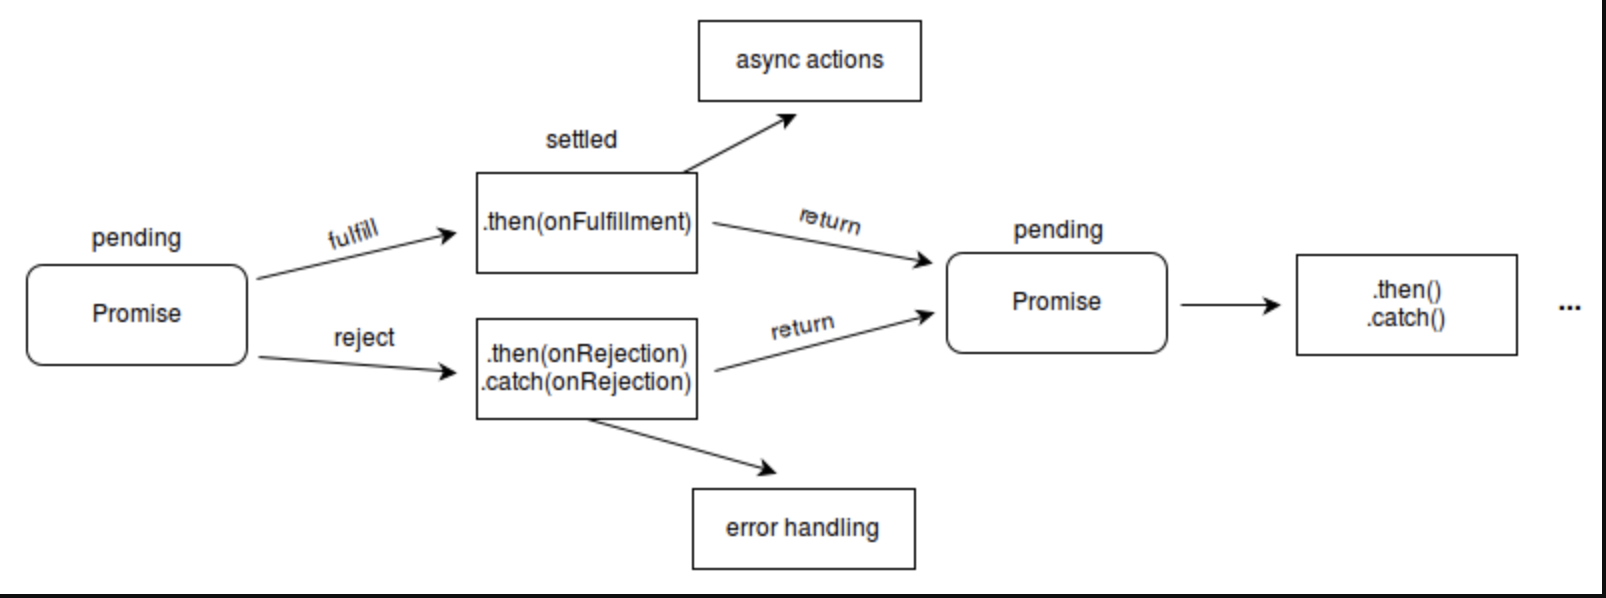 async actions
settled
.then(onFulfillment)
pending
fulfill
return
pending
Promise
Promise
.then()
.catch()
...
reject
.then(onRejection)
.catch(onRejection)
return
error handling